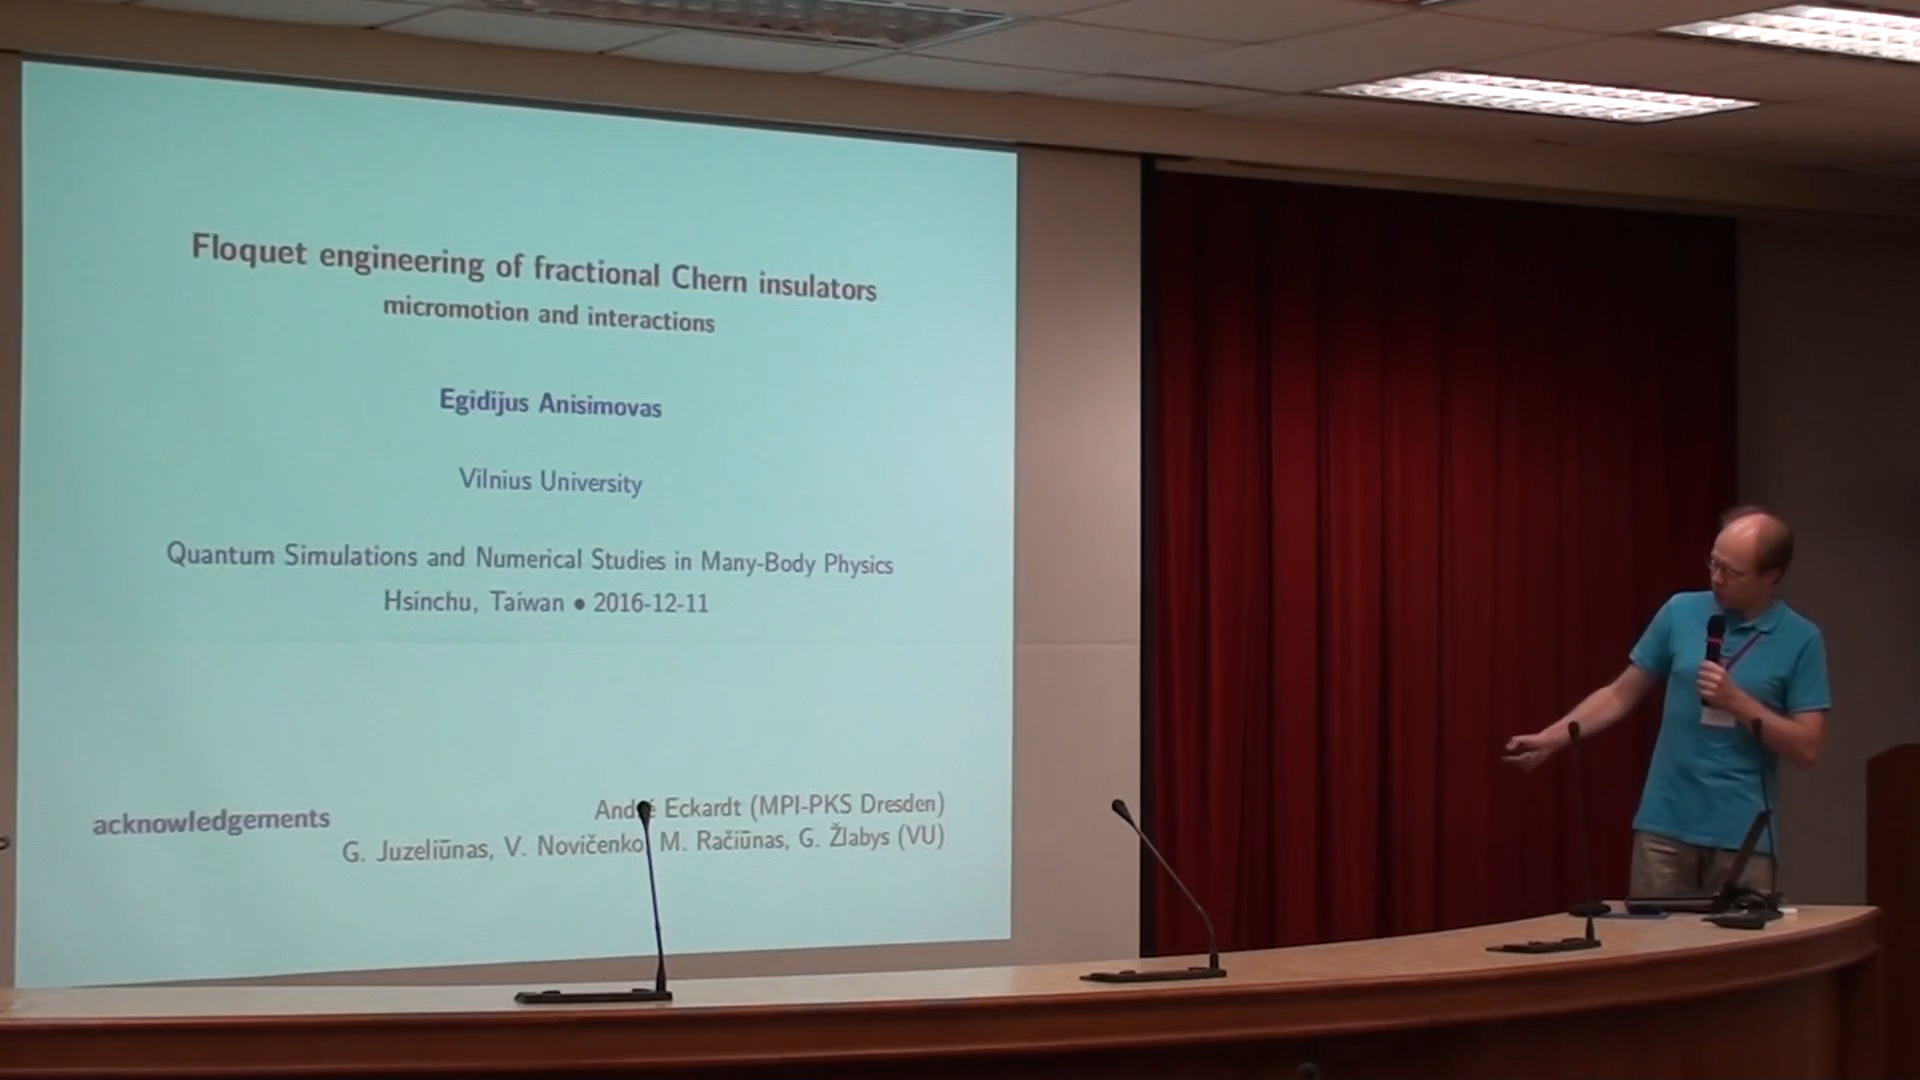 Floquet engineering of fractional Chern insulators
micromotion and interactions
Egidijus Anisimovas
Vilnius University
Quantum Simulations and Numerical Studies in Many-Body Physics
Hsinchu, Taiwan • 2016-12-11
acknowledgements
André Eckardt (MPI-PKS Dresden)
G. Juzeliūnas, V. Novičenko, M. Račiūnas, G. Žlabys (VU)